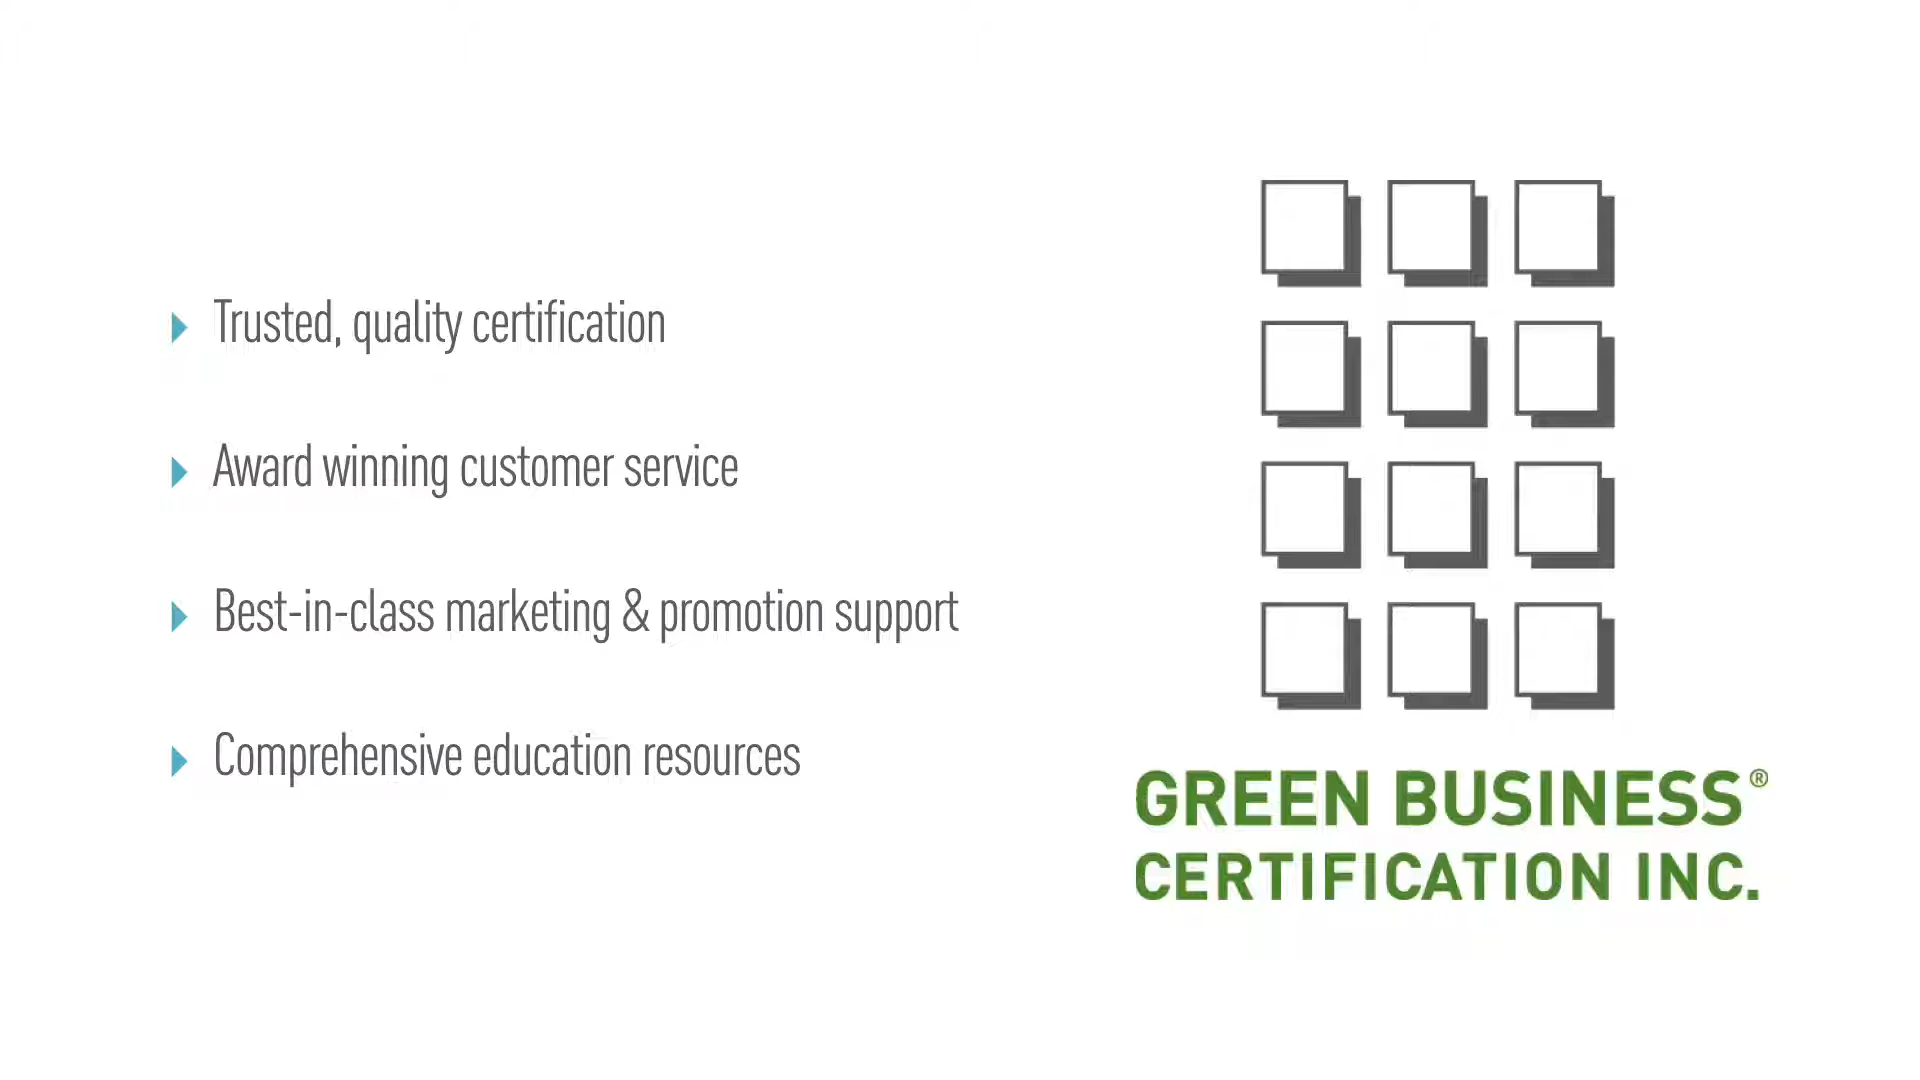 Trusted, quality certification
Award winning customer service
Best-in-class marketing & promotion support
Comprehensive education resources
GREEN BUSINESS®
CERTIFICATION INC.